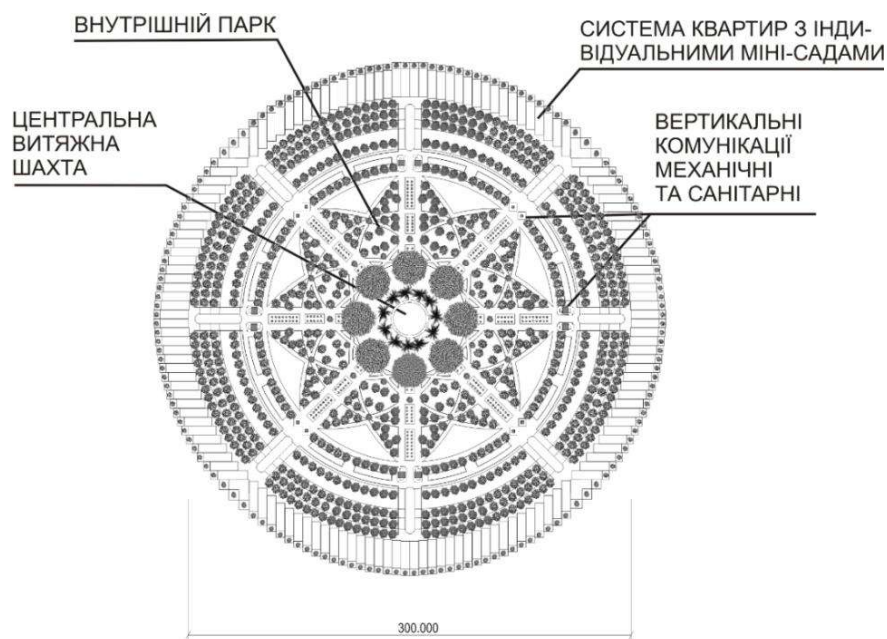 ВНУТРІШНІЙ ПАРК
СИСТЕМА КВАРТИР З ІНДИ-
ВІДУАЛЬНИМИ МІНІ-САДАМИ
ЦЕНТРАЛЬНА
ВИТЯЖНА
ШАХТА
ВЕРТИКАЛЬНІ
КОМУНІКАЦІЇ
МЕХАНІЧНІ
ТА САНІТАРНІ
300.000